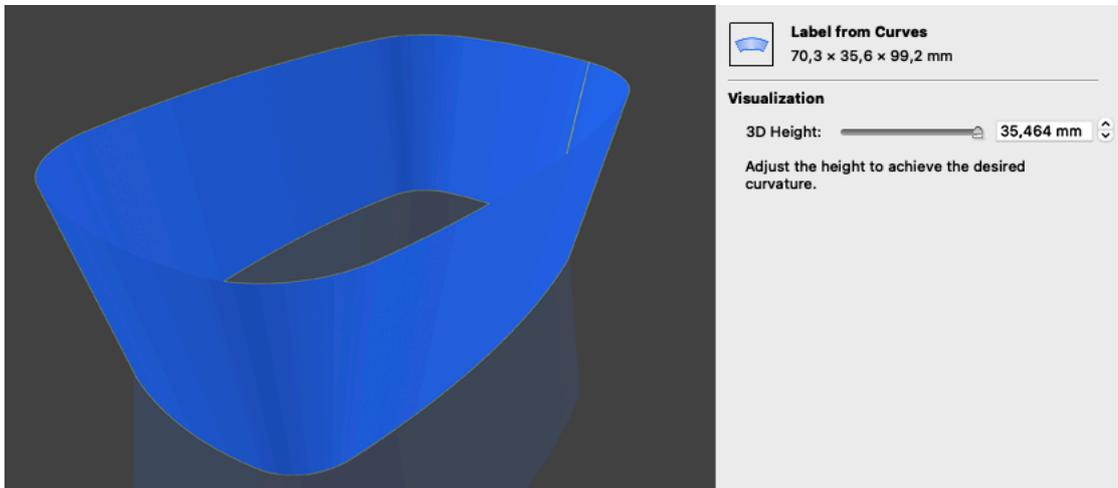 Label from Curves
70,3 × 35,6 × 99,2 mm
Visualization
3D Height: 35,464 mm
Adjust the height to achieve the desired
curvature.